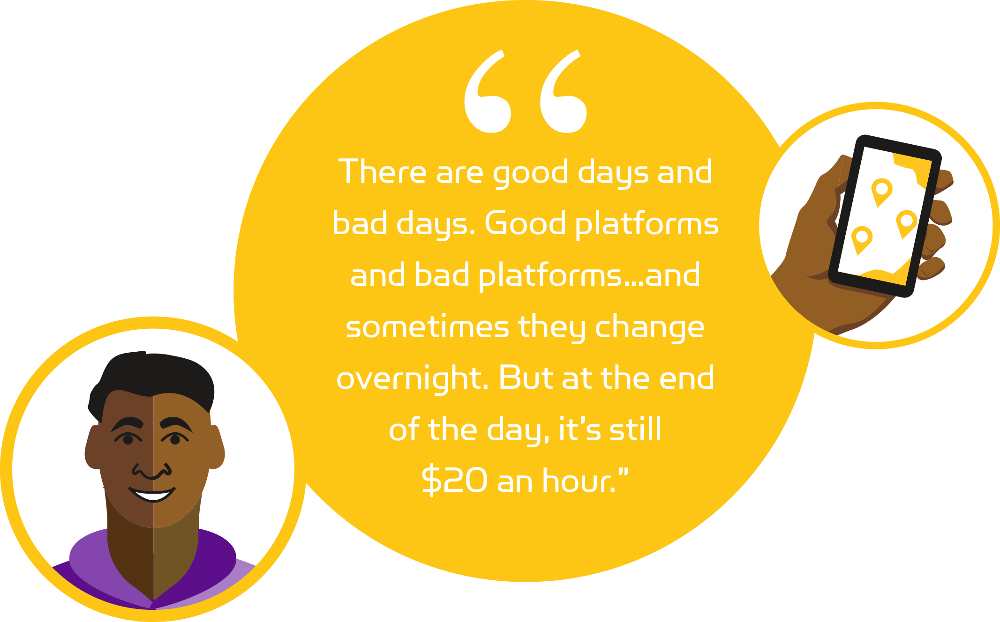 “
There are good days and
bad days. Good platforms
and bad platforms...and
sometimes they change
overnight. But at the end
of the day, it’s still
$20 an hour.”